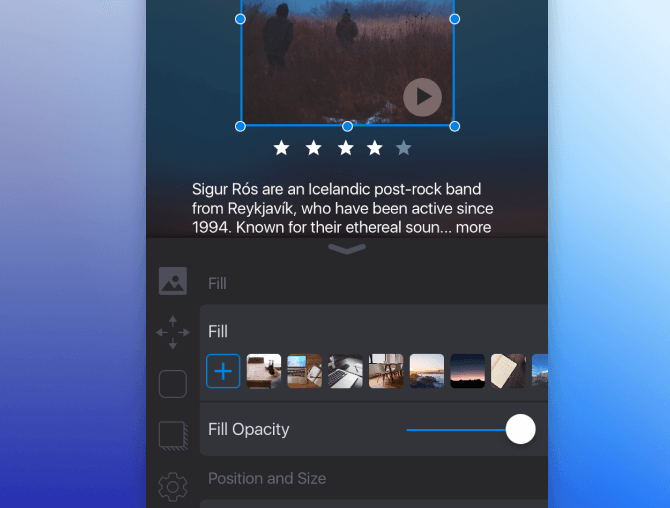 Sigur Rós are an Icelandic post-rock band
from Reykjavík, who have been active since
1994. Known for their ethereal soun... more
Fill
Fill
Fill Opacity
Position and Size